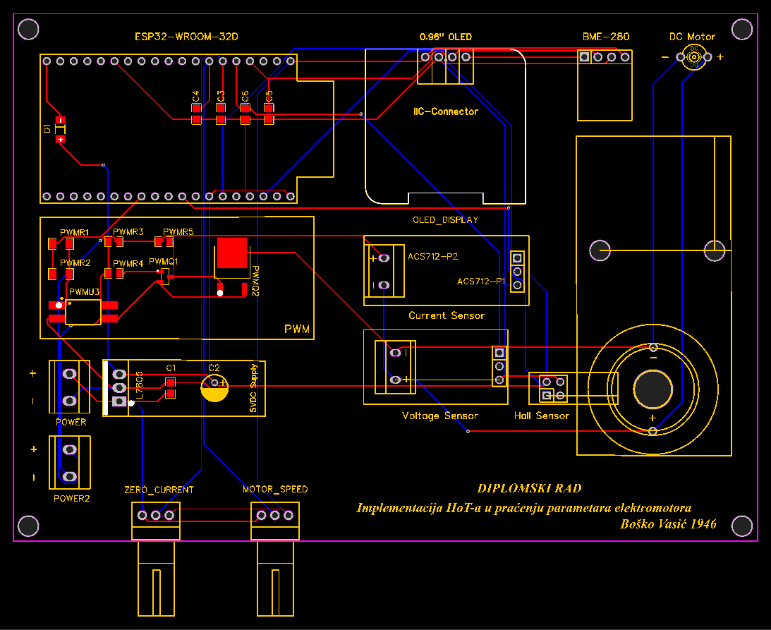 ESP32-WROOM-32D
0.96" OLED
BME-280
DC Motor
- +
C4
C3
C6
C5
D1
IIC-Connector
OLED_DISPLAY
PWMR1
PWMR3
PWMR5
PWMR2
PWMR4
PWMQ1
PWMQ2
PWMU3
PWM
ACS712-P2
ACS712-P1
Current Sensor
+
-
L7805
C1
C2
5VDC Supply
POWER
Voltage Sensor
Hall Sensor
+
-
POWER2
ZERO_CURRENT
MOTOR_SPEED
DIPLOMSKI RAD
Implementacija IIoT-a u praćenju parametara elektromotora
Boško Vasić 1946